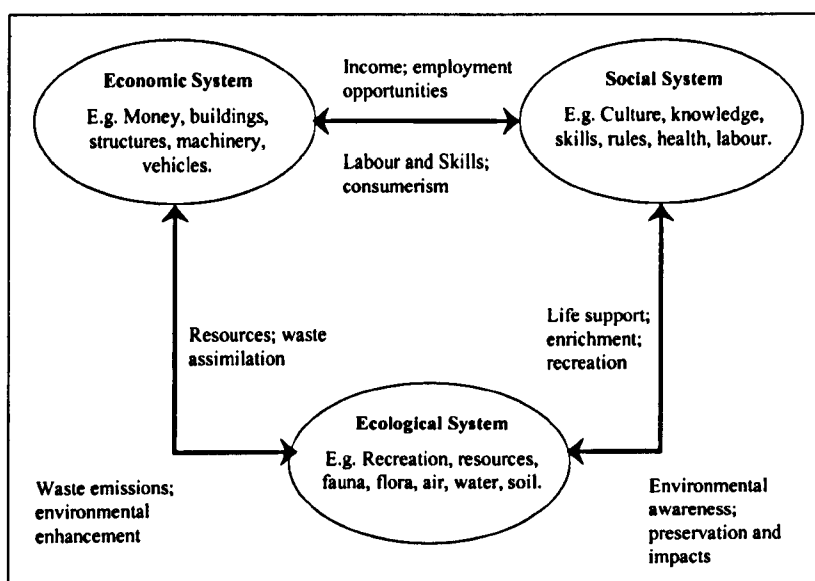 Economic System
E.g. Money, buildings,
structures, machinery,
vehicles.
Income; employment
opportunities
Labour and Skills;
consumerism
Social System
E.g. Culture, knowledge,
skills, rules, health, labour.
Resources; waste
assimilation
Life support;
enrichment;
recreation
Ecological System
E.g. Recreation, resources,
fauna, flora, air, water, soil.
Waste emissions;
environmental
enhancement
Environmental
awareness;
preservation and
impacts